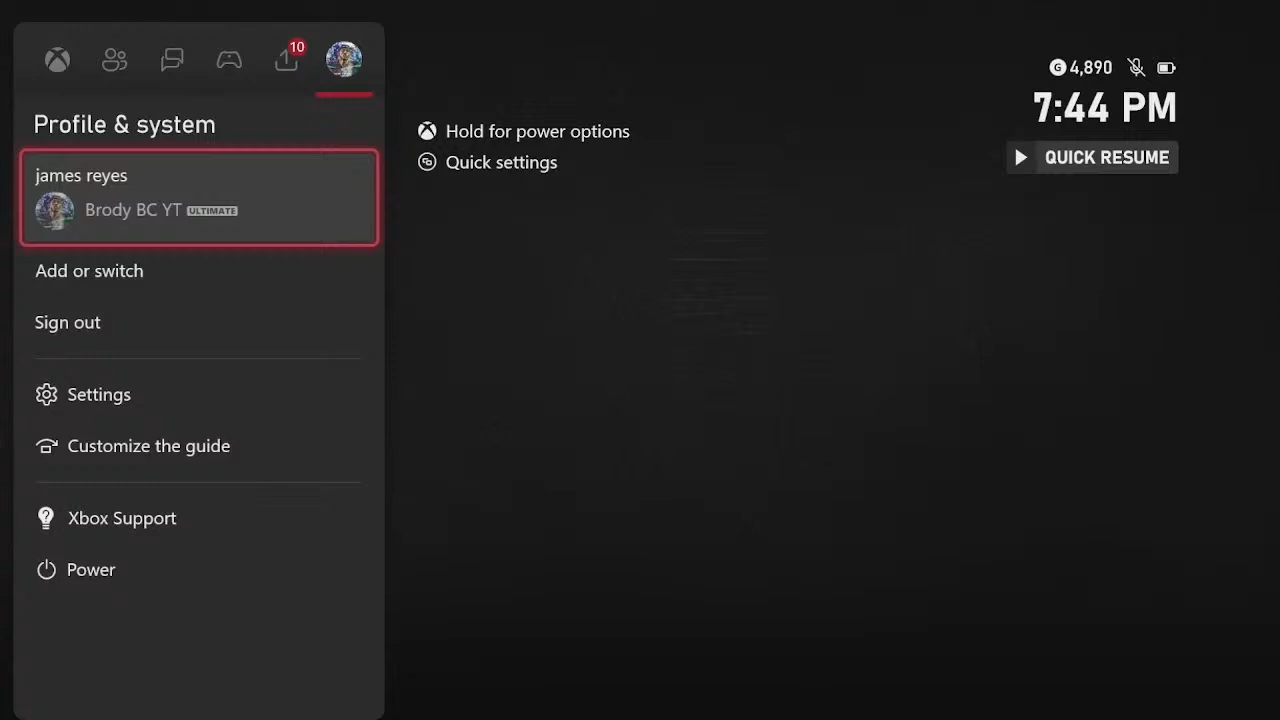 10
Profile & system
james reyes
Brody BC YT ULTIMATE
Add or switch
Sign out
Settings
Customize the guide
Xbox Support
Power
Hold for power options
Quick settings
G 4,890
7:44 PM
QUICK RESUME